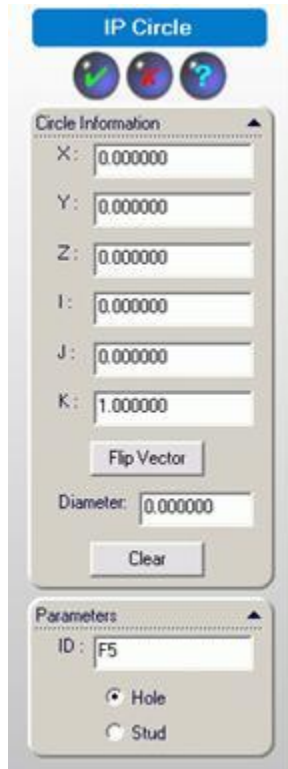 IP Circle
?
Circle Information
X: 0.000000
Y: 0.000000
Z: 0.000000
I: 0.000000
J: 0.000000
K: 1.000000
Flip Vector
Diameter: 0.000000
Clear
Parameters
ID : F5
Hole
Stud